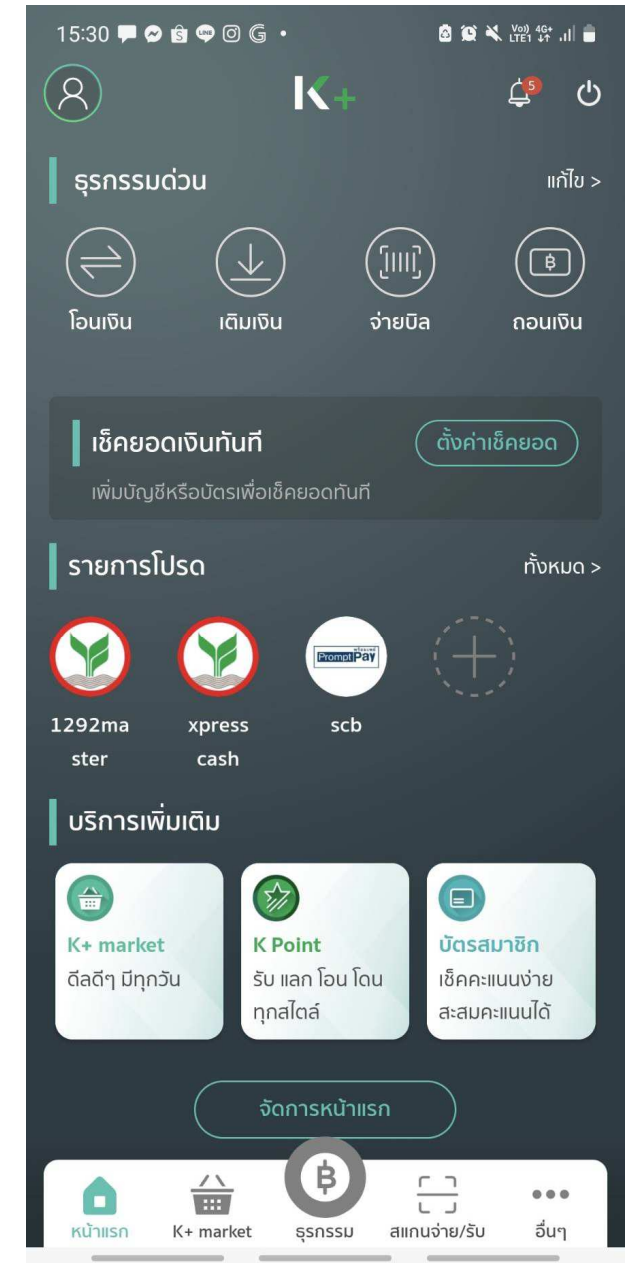 15:30
Vo)) 4G+
LTE1
K+
5
ธุรกรรมด่วน
แก้ไข >
โอนเงิน เติมเงิน จ่ายบิล ถอนเงิน
เช็คยอดเงินทันที
ตั้งค่าเช็คยอด
เพิ่มบัญชีหรือบัตรเพื่อเช็คยอดทันที
รายการโปรด
ทั้งหมด >
PromptPay
1292ma xpress scb
ster cash
บริการเพิ่มเติม
K+ market K Point บัตรสมาชิก
ดีลดีๆ มีทุกวัน รับ แลก โอน โดน เช็คคะแนนง่าย
ทุกสไตล์ สะสมคะแนนได้
จัดการหน้าแรก
หน้าแรก K+ market ธุรกรรม สแกนจ่าย/รับ อื่นๆ